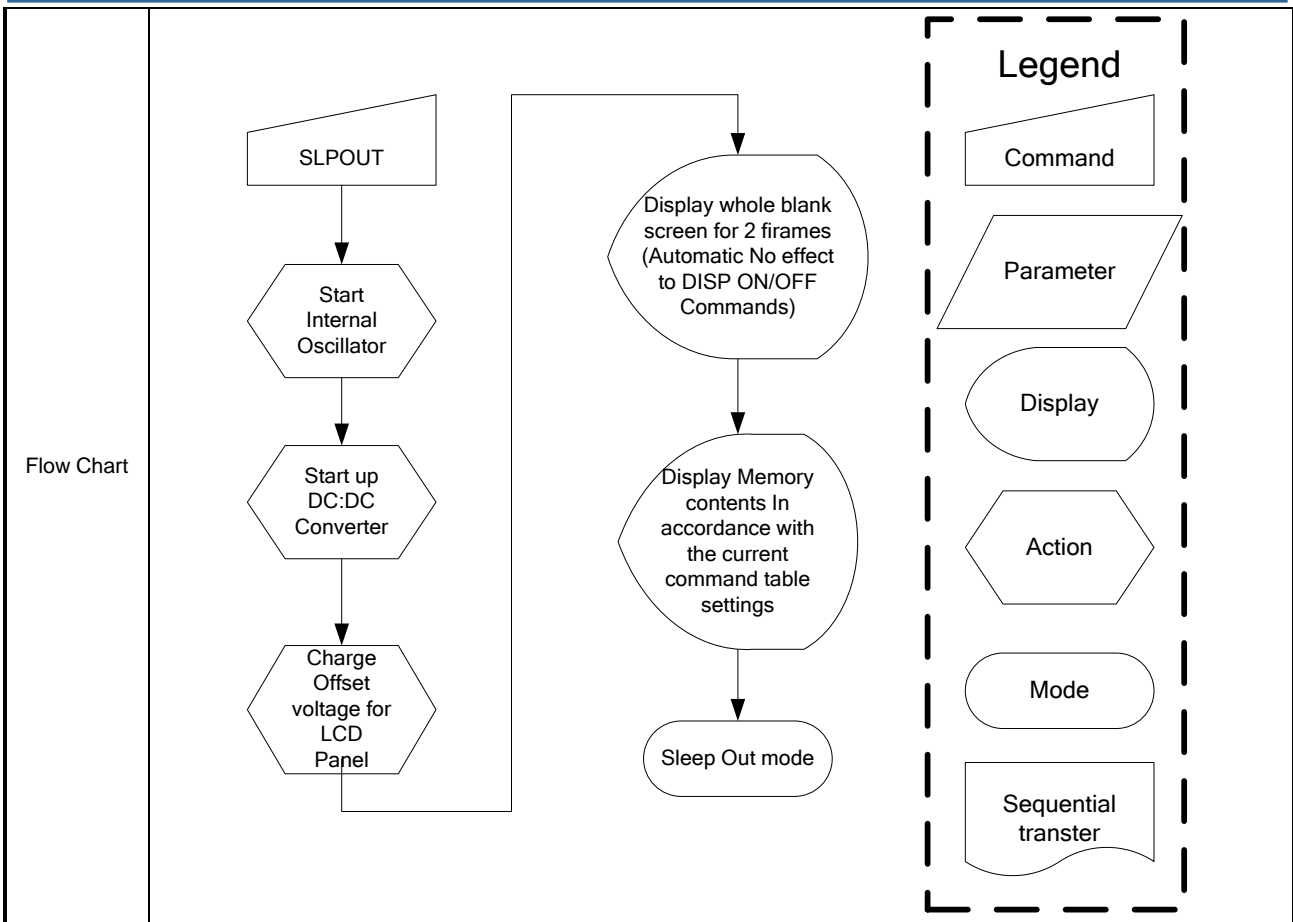 Flow Chart
SLPOUT
Start
Internal
Oscillator
Start up
DC:DC
Converter
Charge
Offset
voltage for
LCD
Panel
Display whole blank
screen for 2 firames
(Automatic No effect
to DISP ON/OFF
Commands)
Display Memory
contents In
accordance with
the current
command table
settings
Sleep Out mode
Legend
Command
Parameter
Display
Action
Mode
Sequential
transter